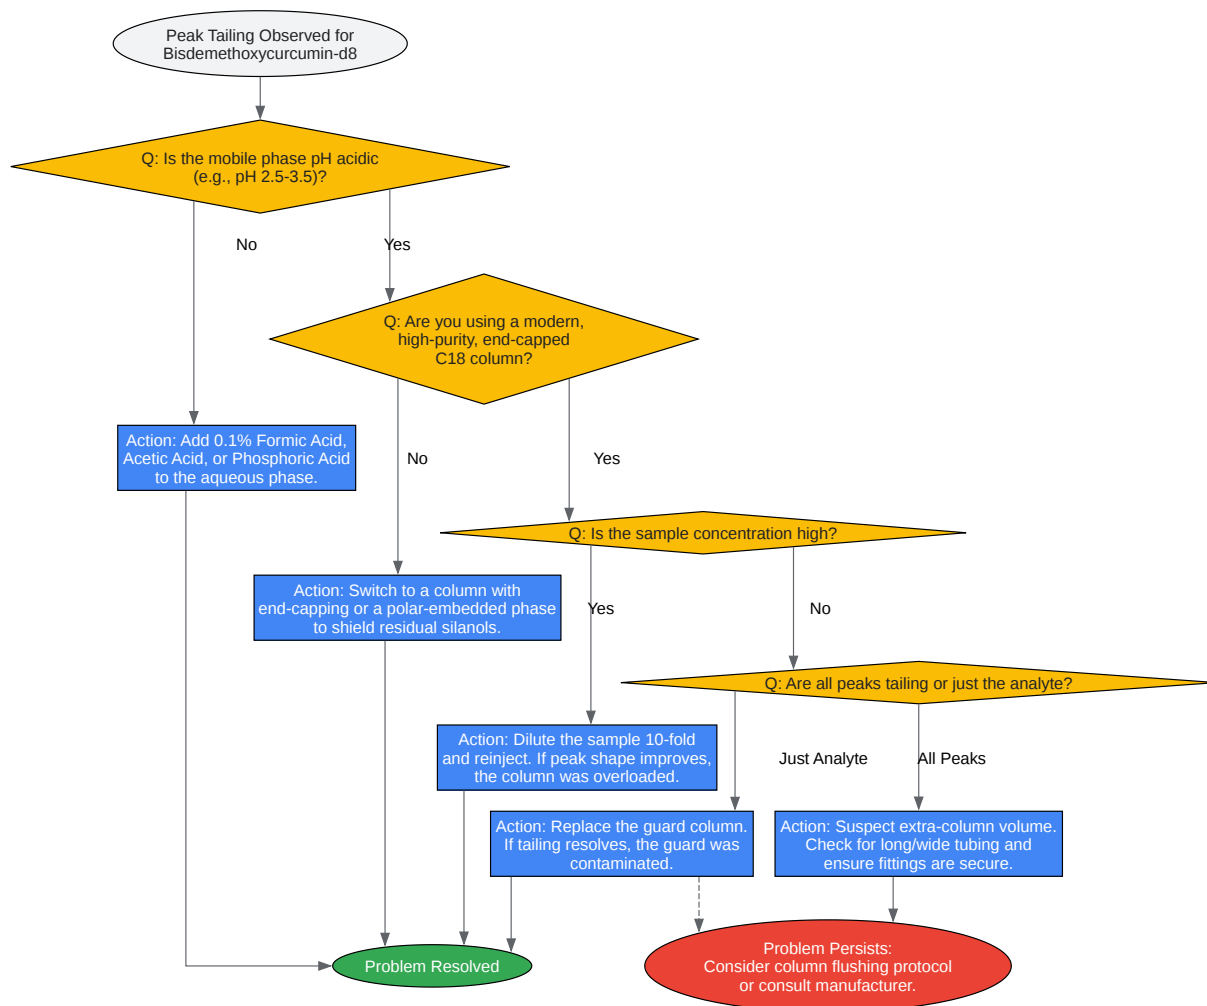 Peak Tailing Observed for
Bisdemethoxycurcumin-d8
Q: Is the mobile phase pH acidic
(e.g., pH 2.5-3.5)?
No
Yes
Q: Are you using a modern,
high-purity, end-capped
C18 column?
Action: Add 0.1% Formic Acid,
Acetic Acid, or Phosphoric Acid
to the aqueous phase.
No
Yes
Q: Is the sample concentration high?
Action: Switch to a column with
end-capping or a polar-embedded phase
to shield residual silanols.
Yes
No
Q: Are all peaks tailing or just the analyte?
Action: Dilute the sample 10-fold
and reinject. If peak shape improves,
the column was overloaded.
Just Analyte
All Peaks
Action: Replace the guard column.
If tailing resolves, the guard was
contaminated.
Action: Suspect extra-column volume.
Check for long/wide tubing and
ensure fittings are secure.
Problem Resolved
Problem Persists:
Consider column flushing protocol
or consult manufacturer.